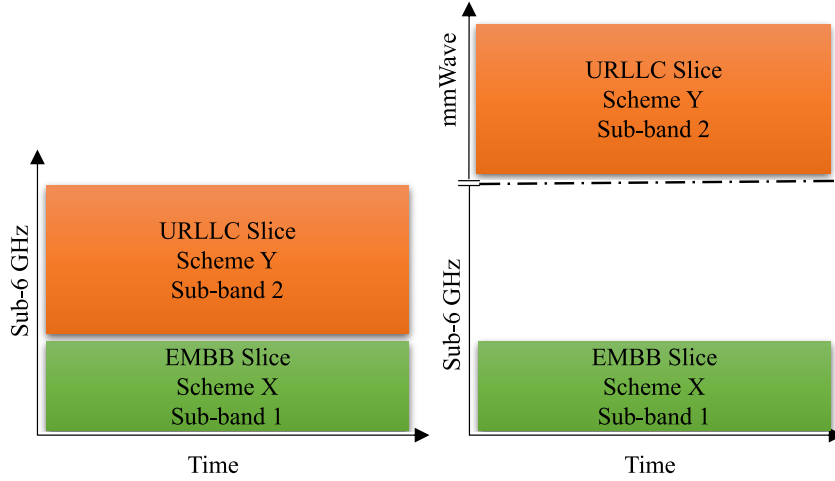 Sub-6 GHz
URLLC Slice
Scheme Y
Sub-band 2
EMBB Slice
Scheme X
Sub-band 1
Time
mmWave
Sub-6 GHz
URLLC Slice
Scheme Y
Sub-band 2
EMBB Slice
Scheme X
Sub-band 1
Time